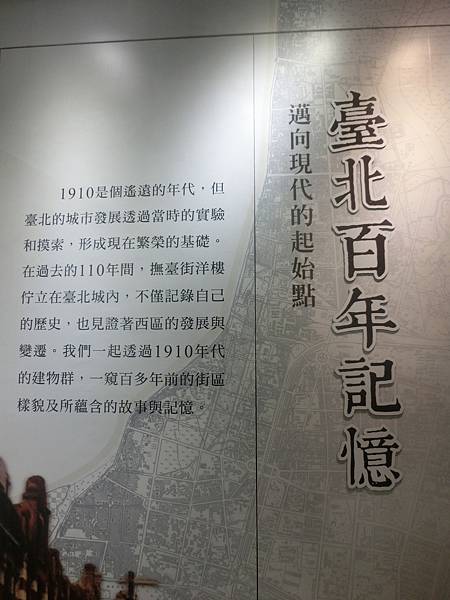 臺北百年記憶
邁向現代的起始點
1910是個遙遠的年代，但
臺北的城市發展透過當時的實驗
和摸索，形成現在繁榮的基礎。
在過去的110年間，撫臺街洋樓
佇立在臺北城內，不僅記錄自己
的歷史，也見證著西區的發展與
變遷。我們一起透過1910年代
的建物群，一窺百多年前的街區
樣貌及所蘊含的故事與記憶。